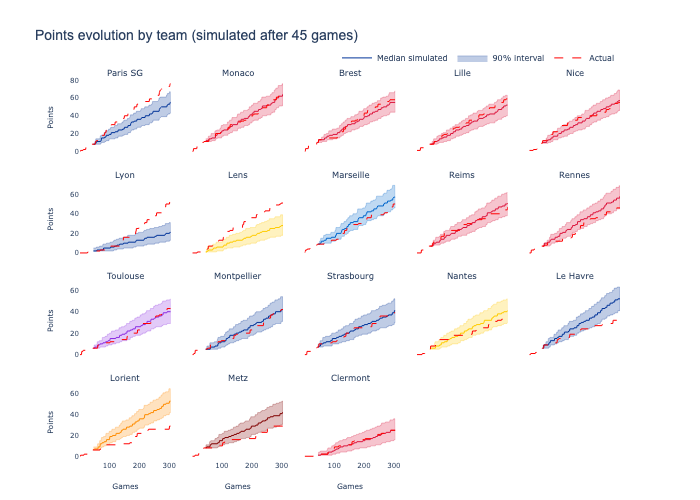 Points evolution by team (simulated after 45 games)
Median simulated 90% interval Actual
Paris SG Monaco Brest Lille Nice
80
60
40
20
0
Points
Lyon Lens Marseille Reims Rennes
60
40
20
0
Points
Toulouse Montpellier Strasbourg Nantes Le Havre
60
40
20
0
Points
Lorient Metz Clermont
60
40
20
0
Points
100 200 300 100 200 300 100 200 300
Games Games Games